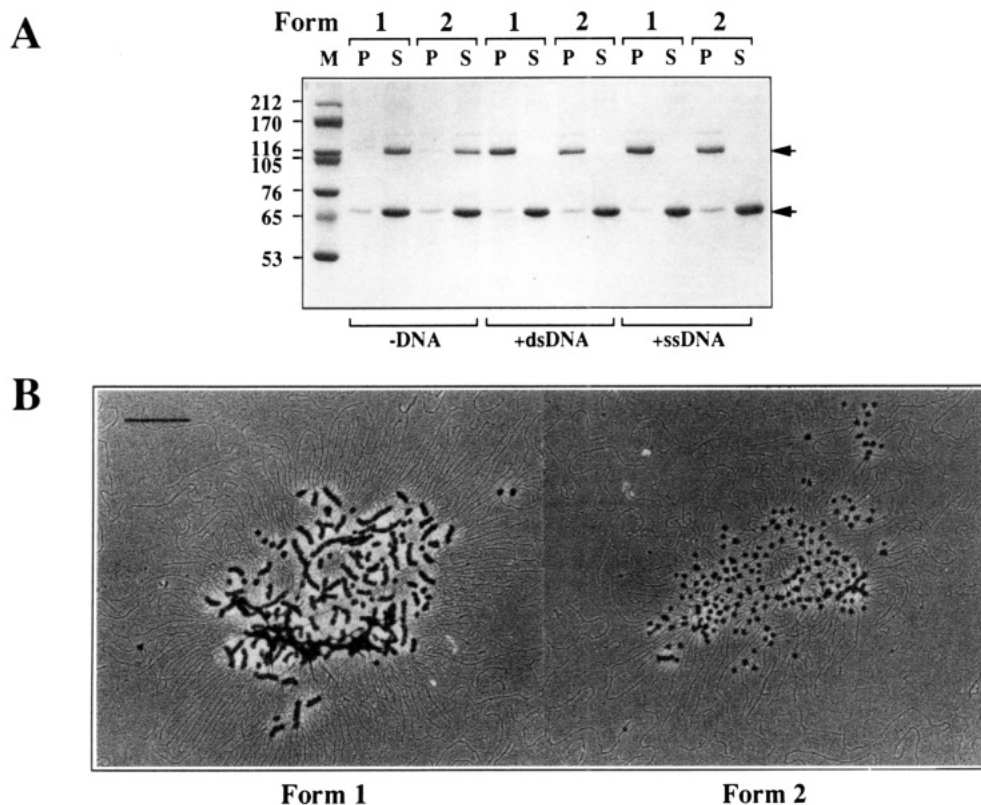 A
Form 1 2 1 2 1 2
M P S P S P S P S P S P S
212
170
116
105
76
65
53
-DNA +dsDNA +ssDNA
B
Form 1 Form 2